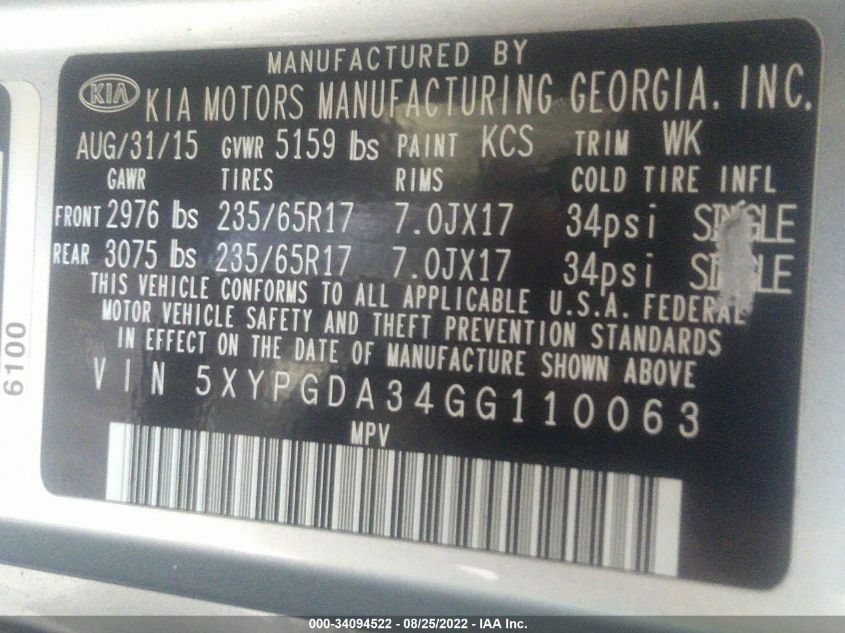 MANUFACTURED BY
KIA KIA MOTORS MANUFACTURING GEORGIA. INC.
AUG/31/15 GVWR 5159 lbs PAINT KCS TRIM WK
GAWR TIRES RIMS COLD TIRE INFL
FRONT 2976 lbs 235/65R17 7.0JX17 34psi SINGLE
REAR 3075 lbs 235/65R17 7.0JX17 34psi SINGLE
THIS VEHICLE CONFORMS TO ALL APPLICABLE U.S.A. FEDERAL
MOTOR VEHICLE SAFETY AND THEFT PREVENTION STANDARDS
IN EFFECT ON THE DATE OF MANUFACTURE SHOWN ABOVE
VIN 5XYPGDA34GG110063
MPV
6100
000-34094522 - 08/25/2022 - IAA Inc.